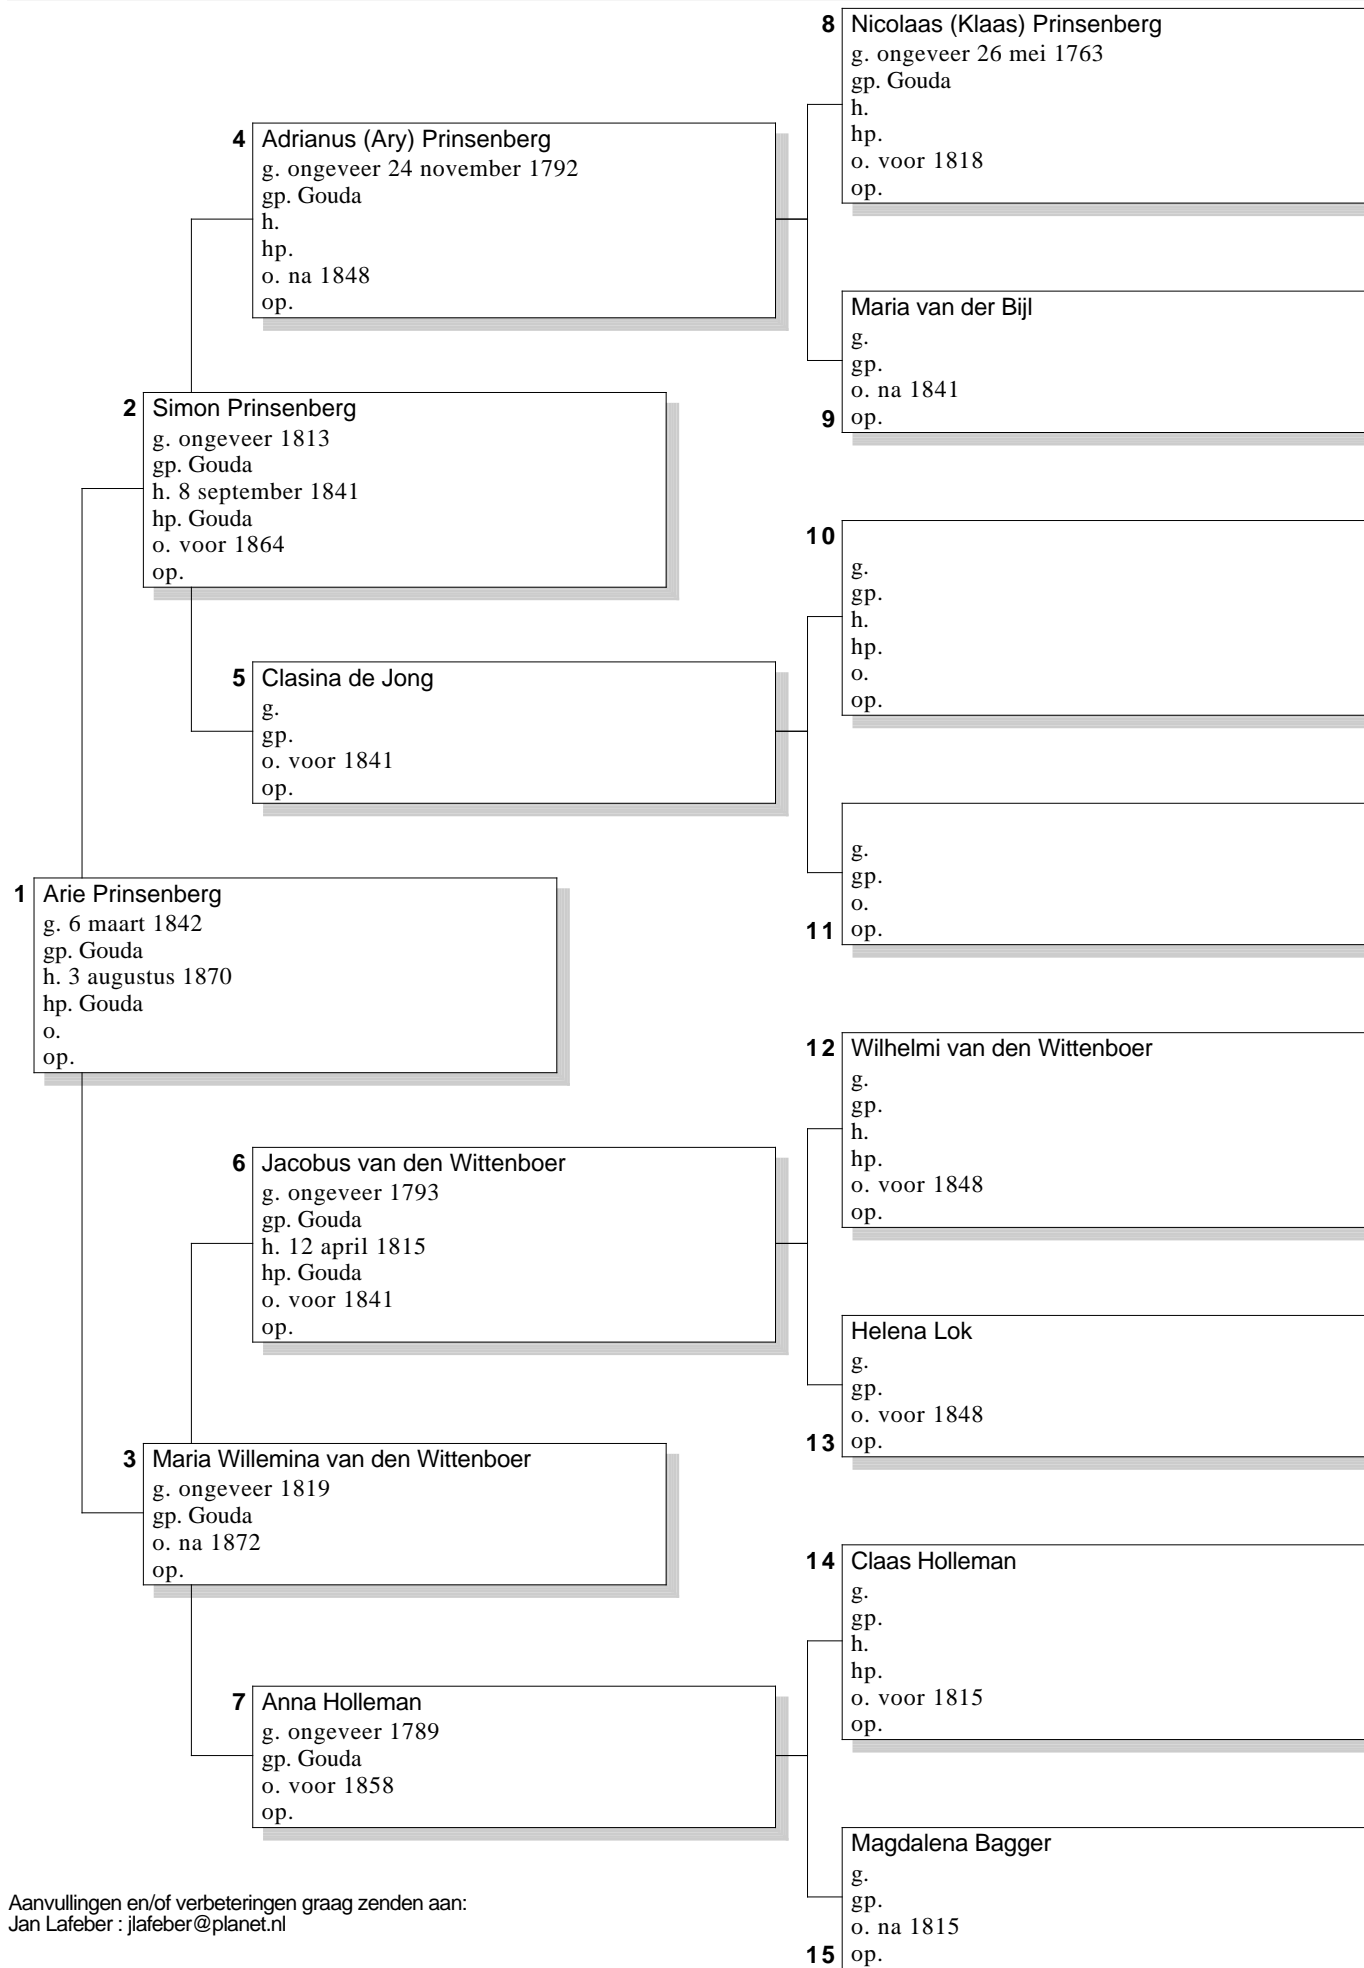 8 Nicolaas (Klaas) Prinsenberg
g. ongeveer 26 mei 1763
gp. Gouda
h.
hp.
o. voor 1818
op.
4 Adrianus (Ary) Prinsenberg
g. ongeveer 24 november 1792
gp. Gouda
h.
hp.
o. na 1848
op.
Maria van der Bijl
g.
gp.
o. na 1841
9 op.
2 Simon Prinsenberg
g. ongeveer 1813
gp. Gouda
h. 8 september 1841
hp. Gouda
o. voor 1864
op.
10
g.
gp.
h.
hp.
o.
op.
5 Clasina de Jong
g.
gp.
o. voor 1841
op.
g.
gp.
o.
11 op.
1 Arie Prinsenberg
g. 6 maart 1842
gp. Gouda
h. 3 augustus 1870
hp. Gouda
o.
op.
12 Wilhelmi van den Wittenboer
g.
gp.
h.
hp.
o. voor 1848
op.
6 Jacobus van den Wittenboer
g. ongeveer 1793
gp. Gouda
h. 12 april 1815
hp. Gouda
o. voor 1841
op.
Helena Lok
g.
gp.
o. voor 1848
13 op.
3 Maria Willemina van den Wittenboer
g. ongeveer 1819
gp. Gouda
o. na 1872
op.
14 Claas Holleman
g.
gp.
h.
hp.
o. voor 1815
op.
7 Anna Holleman
g. ongeveer 1789
gp. Gouda
o. voor 1858
op.
Magdalena Bagger
g.
gp.
o. na 1815
15 op.
Aanvullingen en/of verbeteringen graag zenden aan:
Jan Lafeber : jlafeber@planet.nl